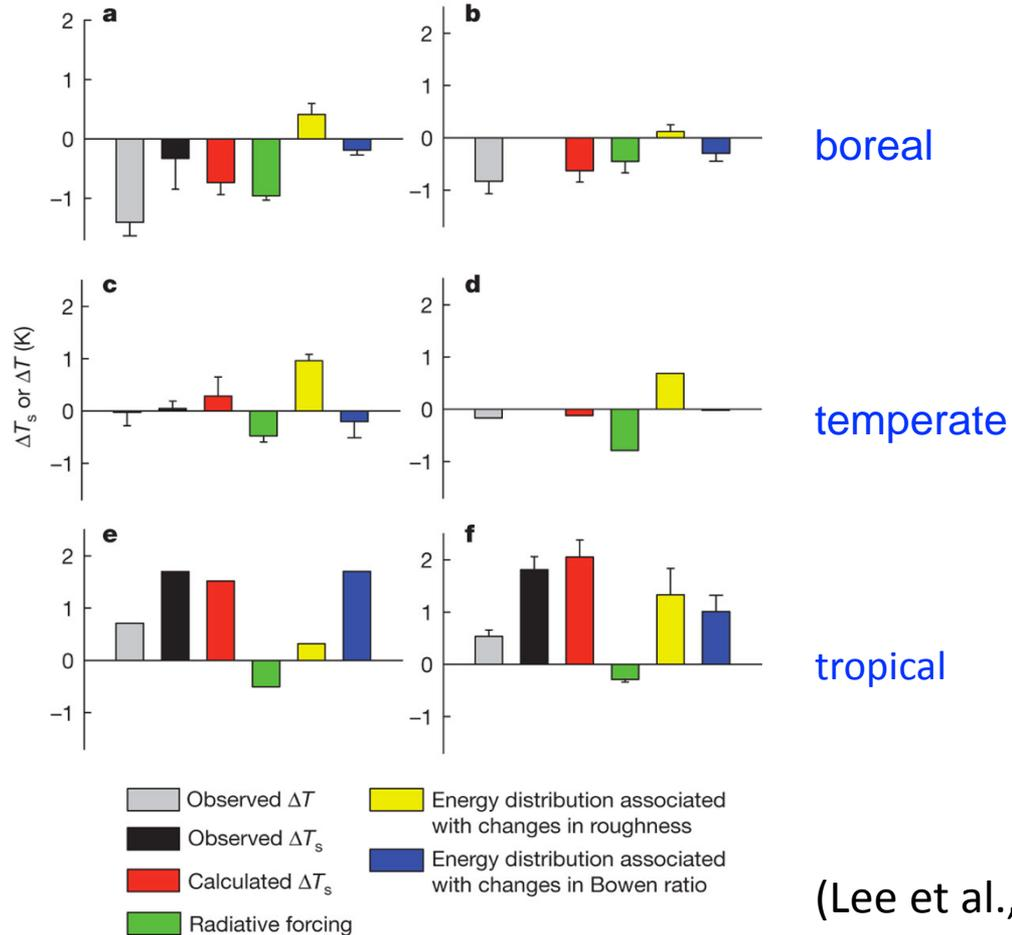 a
2
1
0
−1
b
2
1
0
−1
boreal
c
2
1
0
−1
d
2
1
0
−1
temperate
ΔTs or ΔT (K)
e
2
1
0
−1
f
2
1
0
−1
tropical
Observed ΔT
Observed ΔTs
Calculated ΔTs
Radiative forcing
Energy distribution associated
with changes in roughness
Energy distribution associated
with changes in Bowen ratio
(Lee et al.,